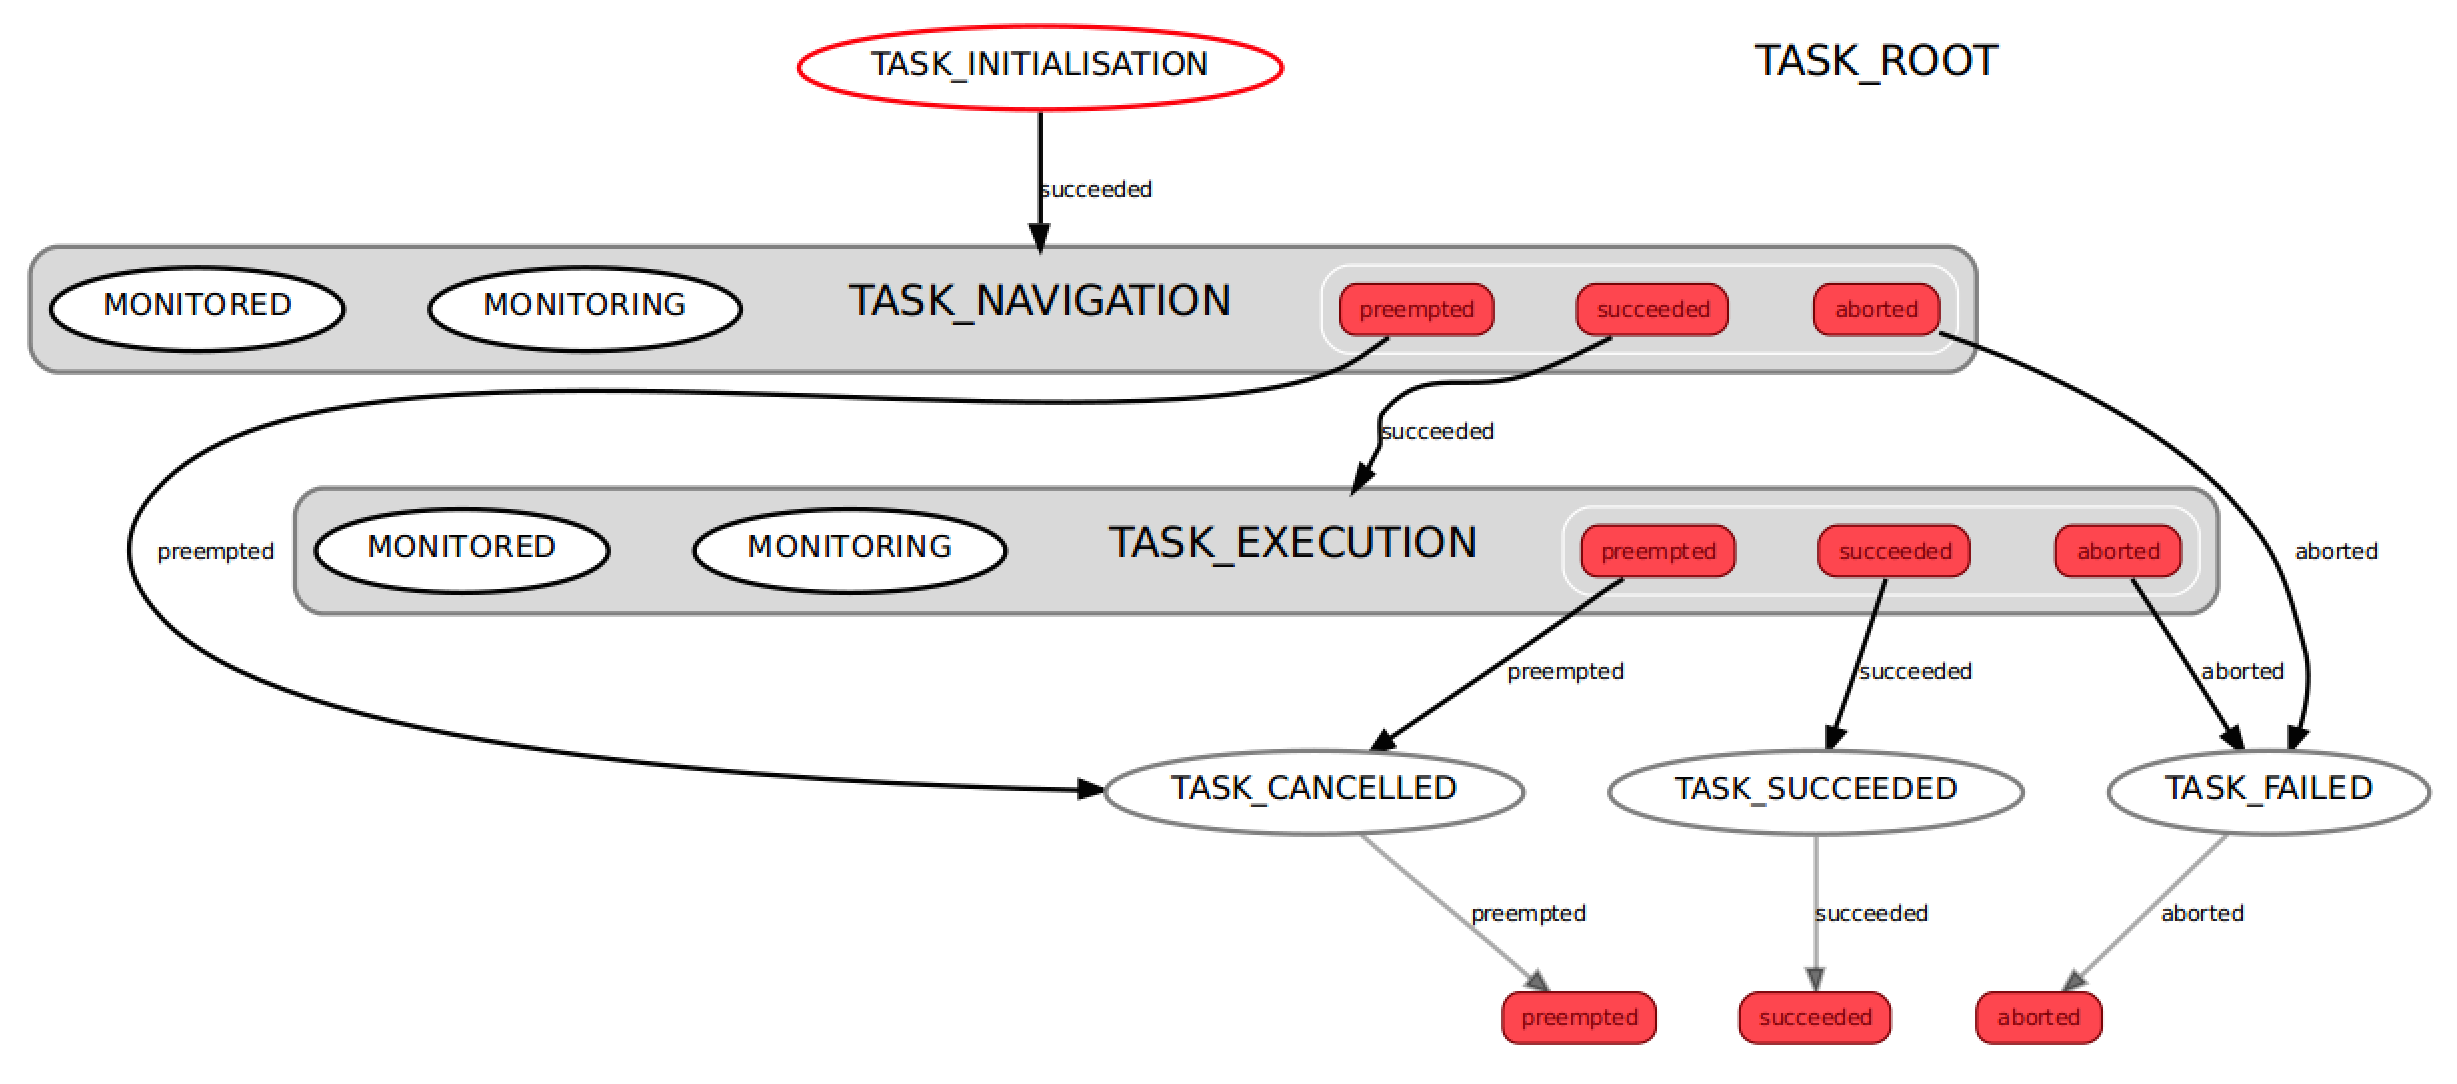 TASK_INITIALISATION
TASK_ROOT
succeeded
MONITORED
MONITORING
TASK_NAVIGATION
preempted
succeeded
aborted
succeeded
preempted
MONITORED
MONITORING
TASK_EXECUTION
preempted
succeeded
aborted
aborted
preempted
succeeded
aborted
TASK_CANCELLED
TASK_SUCCEEDED
TASK_FAILED
preempted
succeeded
aborted
preempted
succeeded
aborted